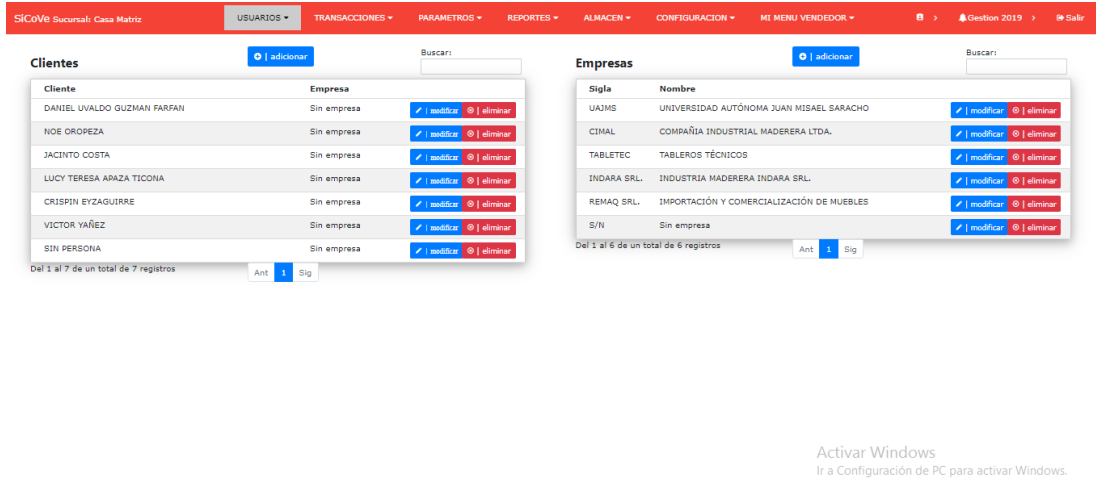 SiCoVe Sucursal: Casa Matriz USUARIOS TRANSACCIONES PARAMETROS REPORTES ALMACEN CONFIGURACION MI MENU VENDEDOR Gestion 2019 Salir
Clientes | adicionar Buscar:
Cliente Empresa
DANIEL UVALDO GUZMAN FARFAN Sin empresa | modificar | eliminar
NOE OROPEZA Sin empresa | modificar | eliminar
JACINTO COSTA Sin empresa | modificar | eliminar
LUCY TERESA APAZA TICONA Sin empresa | modificar | eliminar
CRISPIN EYZAGUIRRE Sin empresa | modificar | eliminar
VICTOR YAÑEZ Sin empresa | modificar | eliminar
SIN PERSONA Sin empresa | modificar | eliminar
Del 1 al 7 de un total de 7 registros Ant 1 Sig
Empresas | adicionar Buscar:
Sigla Nombre
UAJMS UNIVERSIDAD AUTÓNOMA JUAN MISAEL SARACHO | modificar | eliminar
CIMAL COMPAÑIA INDUSTRIAL MADERERA LTDA. | modificar | eliminar
TABLETEC TABLEROS TÉCNICOS | modificar | eliminar
INDARA SRL. INDUSTRIA MADERERA INDARA SRL. | modificar | eliminar
REMAQ SRL. IMPORTACIÓN Y COMERCIALIZACIÓN DE MUEBLES | modificar | eliminar
S/N Sin empresa | modificar | eliminar
Del 1 al 6 de un total de 6 registros Ant 1 Sig
Activar Windows
Ir a Configuración de PC para activar Windows.